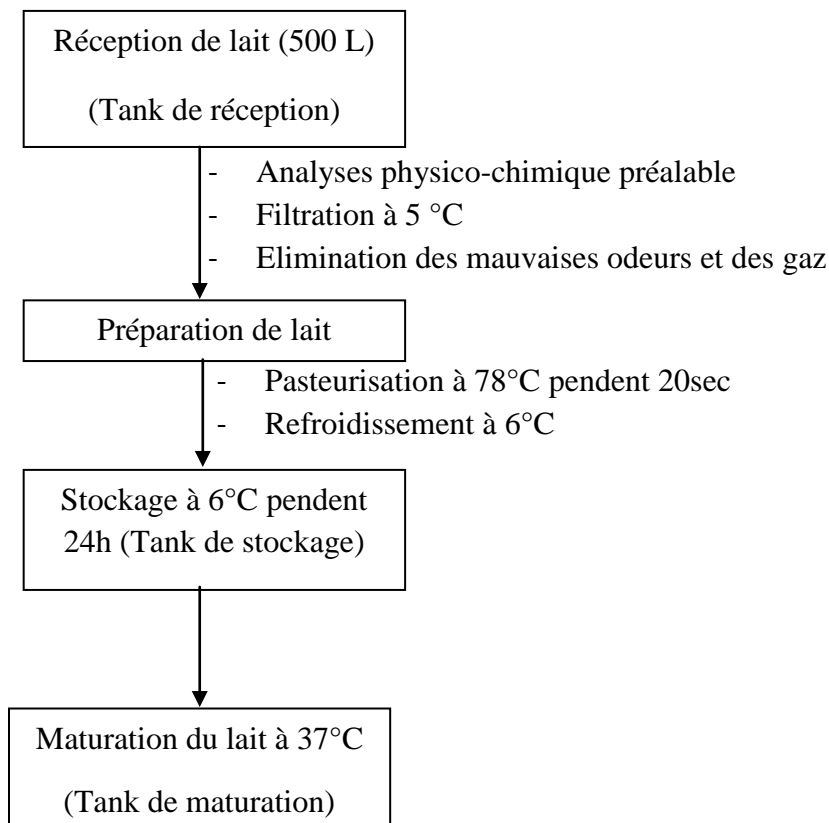 Réception de lait (500 L)
(Tank de réception)
- Analyses physico-chimique préalable
- Filtration à 5 °C
- Elimination des mauvaises odeurs et des gaz
Préparation de lait
- Pasteurisation à 78°C pendent 20sec
- Refroidissement à 6°C
Stockage à 6°C pendent
24h (Tank de stockage)
Maturation du lait à 37°C
(Tank de maturation)